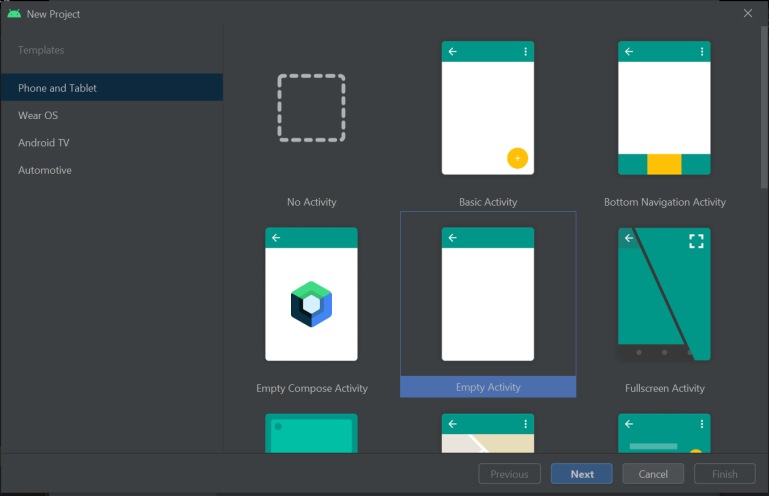 New Project
Templates
Phone and Tablet
Wear OS
Android TV
Automotive
No Activity
Basic Activity
Bottom Navigation Activity
Empty Compose Activity
Empty Activity
Fullscreen Activity
Previous
Next
Cancel
Finish